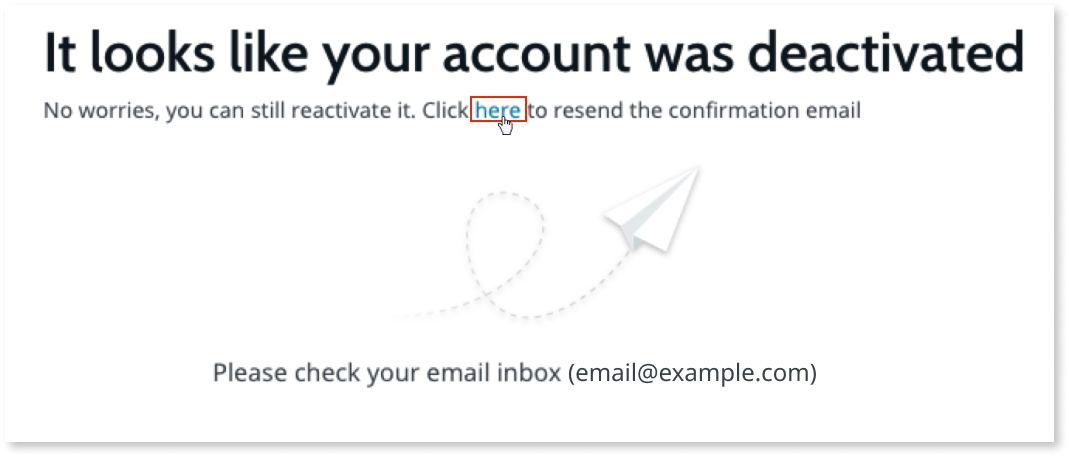 It looks like your account was deactivated
No worries, you can still reactivate it. Click here to resend the confirmation email
Please check your email inbox (email@example.com)